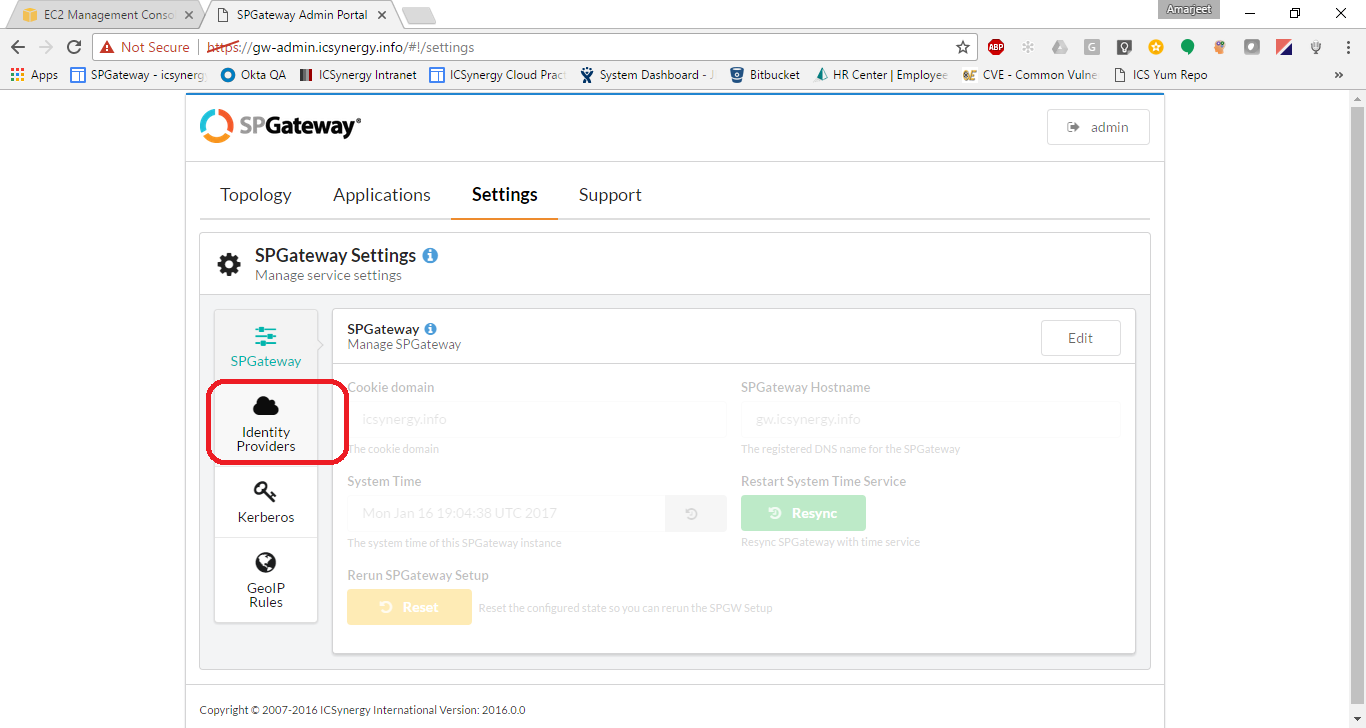 EC2 Management Conso
SPGateway Admin Portal
Amarjeet
Not Secure
https://gw-admin.icsynergy.info/#!/settings
ABP
G
Apps
SPGateway - icsynerg
Okta QA
ICSynergy Intranet
ICSynergy Cloud Prac
System Dashboard - J
Bitbucket
HR Center | Employee
CVE - Common Vulne
ICS Yum Repo
»
SPGateway®
admin
Topology
Applications
Settings
Support
SPGateway Settings
Manage service settings
SPGateway
Identity
Providers
Kerberos
GeoIP
Rules
SPGateway
Manage SPGateway
Edit
Cookie domain
icsynergy.info
The cookie domain
SPGateway Hostname
gw.icsynergy.info
The registered DNS name for the SPGateway
System Time
Mon Jan 16 19:04:38 UTC 2017
The system time of this SPGateway instance
Restart System Time Service
Resync
Resync SPGateway with time service
Rerun SPGateway Setup
Reset
Reset the configured state so you can rerun the SPGW Setup
Copyright © 2007-2016 ICSynergy International Version: 2016.0.0